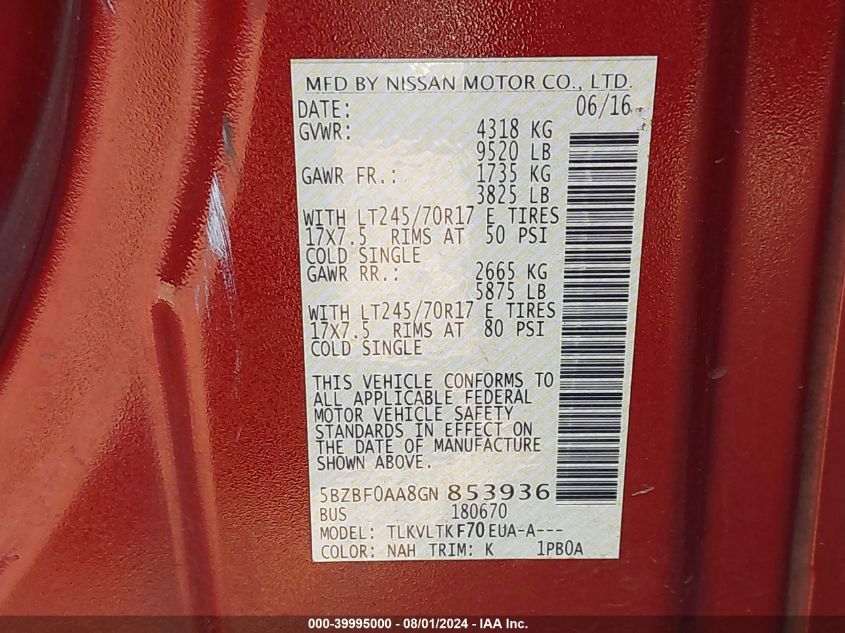 MFD BY NISSAN MOTOR CO., LTD.
DATE: 06/16
GVWR: 4318 KG
9520 LB
GAWR FR.: 1735 KG
3825 LB
WITH LT245/70R17 E TIRES
17X7.5 RIMS AT 50 PSI
COLD SINGLE
GAWR RR.: 2665 KG
5875 LB
WITH LT245/70R17 E TIRES
17X7.5 RIMS AT 80 PSI
COLD SINGLE
THIS VEHICLE CONFORMS TO
ALL APPLICABLE FEDERAL
MOTOR VEHICLE SAFETY
STANDARDS IN EFFECT ON
THE DATE OF MANUFACTURE
SHOWN ABOVE.
5BZBF0AA8GN 853936
BUS 180670
MODEL: TLKVLTKF70EUA-A---
COLOR: NAH TRIM: K 1PB0A
000-39995000 - 08/01/2024 - IAA Inc.